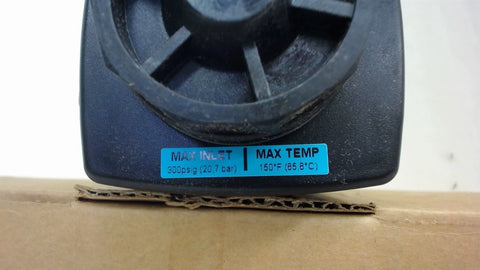 MAX INLET | MAX TEMP
300psig (20,7 bar) 150°F (65,6°C)